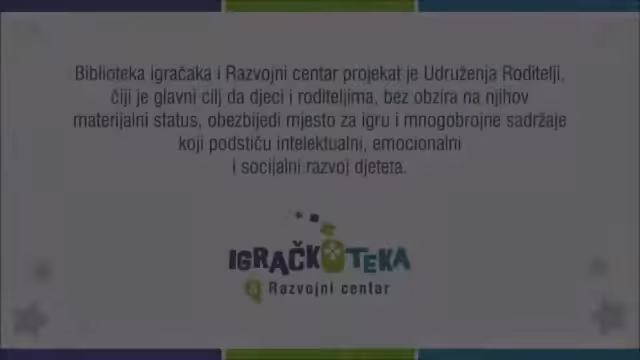 Biblioteka igračaka i Razvojni centar projekat je Udruženja Roditelji,
čiji je glavni cilj da djeci i roditeljima, bez obzira na njihov
materijalni status, obezbijedi mjesto za igru i mnogobrojne sadržaje
koji podstiču intelektualni, emocionalni
i socijalni razvoj djeteta.
IGRAČKOTEKA
& Razvojni centar